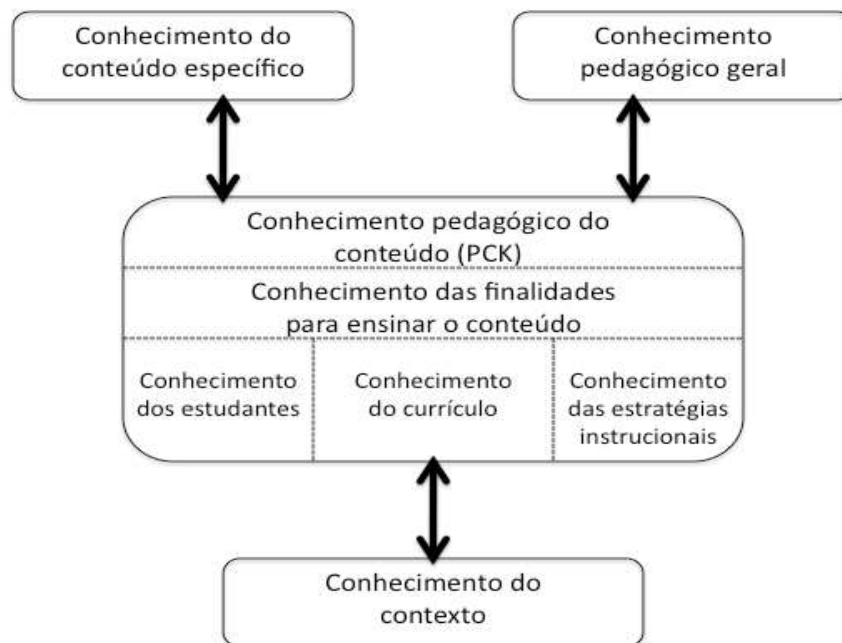 Conhecimento do
conteúdo específico
Conhecimento
pedagógico geral
Conhecimento pedagógico do
conteúdo (PCK)
Conhecimento das finalidades
para ensinar o conteúdo
Conhecimento
dos estudantes
Conhecimento
do currículo
Conhecimento
das estratégias
instrucionais
Conhecimento do
contexto